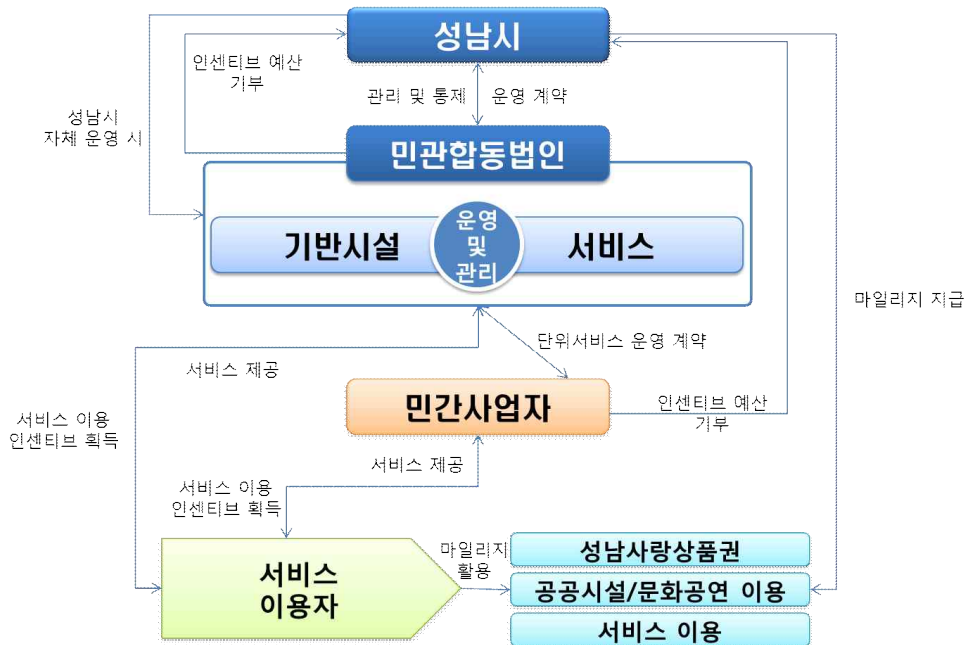 성남시
인센티브 예산
기부
관리 및 통제
운영 계약
성남시
자체 운영 시
민관합동법인
기반시설
운영
및
관리
서비스
마일리지 지급
단위서비스 운영 계약
서비스 제공
민간사업자
인센티브 예산
기부
서비스 이용
인센티브 획득
서비스 제공
서비스 이용
인센티브 획득
마일리지
활용
서비스
이용자
성남사랑상품권
공공시설/문화공연 이용
서비스 이용